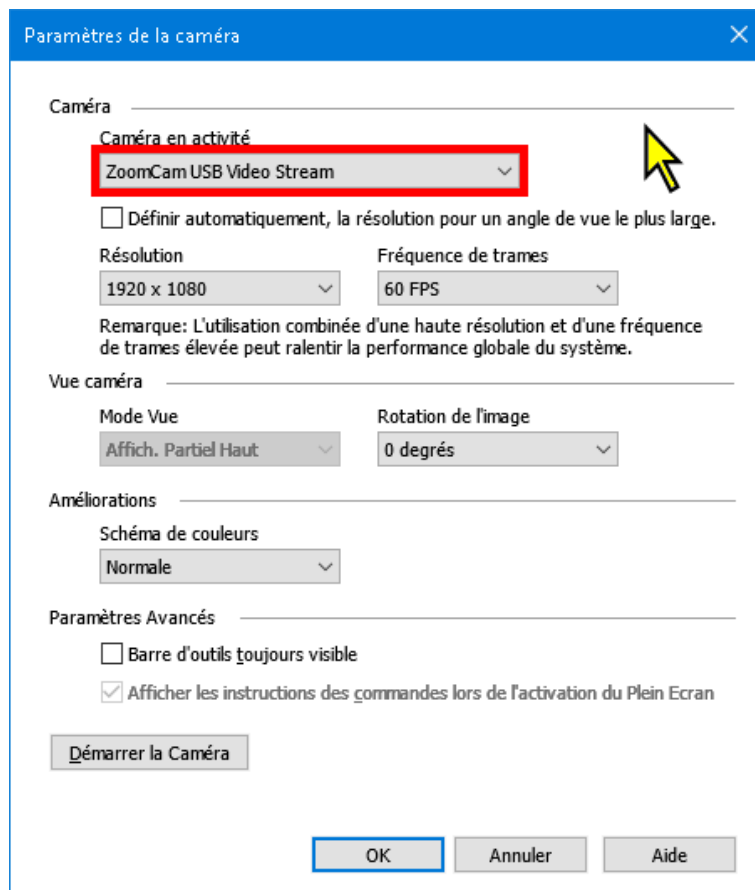 Paramètres de la caméra
Caméra
Caméra en activité
ZoomCam USB Video Stream
Définir automatiquement, la résolution pour un angle de vue le plus large.
Résolution
Fréquence de trames
1920 x 1080
60 FPS
Remarque: L'utilisation combinée d'une haute résolution et d'une fréquence
de trames élevée peut ralentir la performance globale du système.
Vue caméra
Mode Vue
Rotation de l'image
Affich. Partiel Haut
0 degrés
Améliorations
Schéma de couleurs
Normale
Paramètres Avancés
Barre d'outils toujours visible
Afficher les instructions des commandes lors de l'activation du Plein Ecran
Démarrer la Caméra
OK
Annuler
Aide